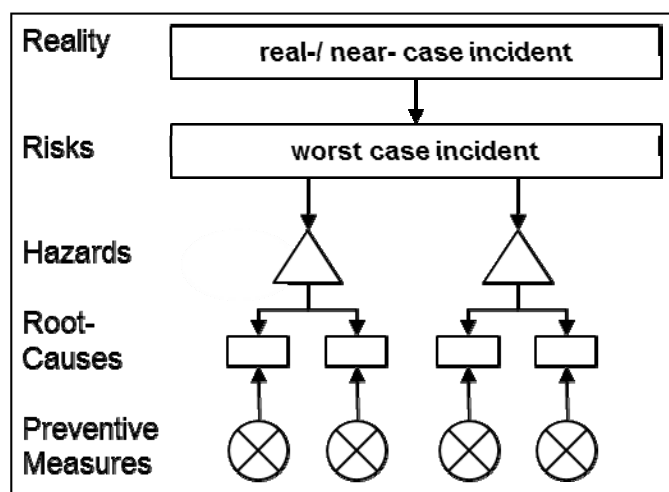 Reality
real-/ near- case incident
Risks
worst case incident
Hazards
Root-
Causes
Preventive
Measures